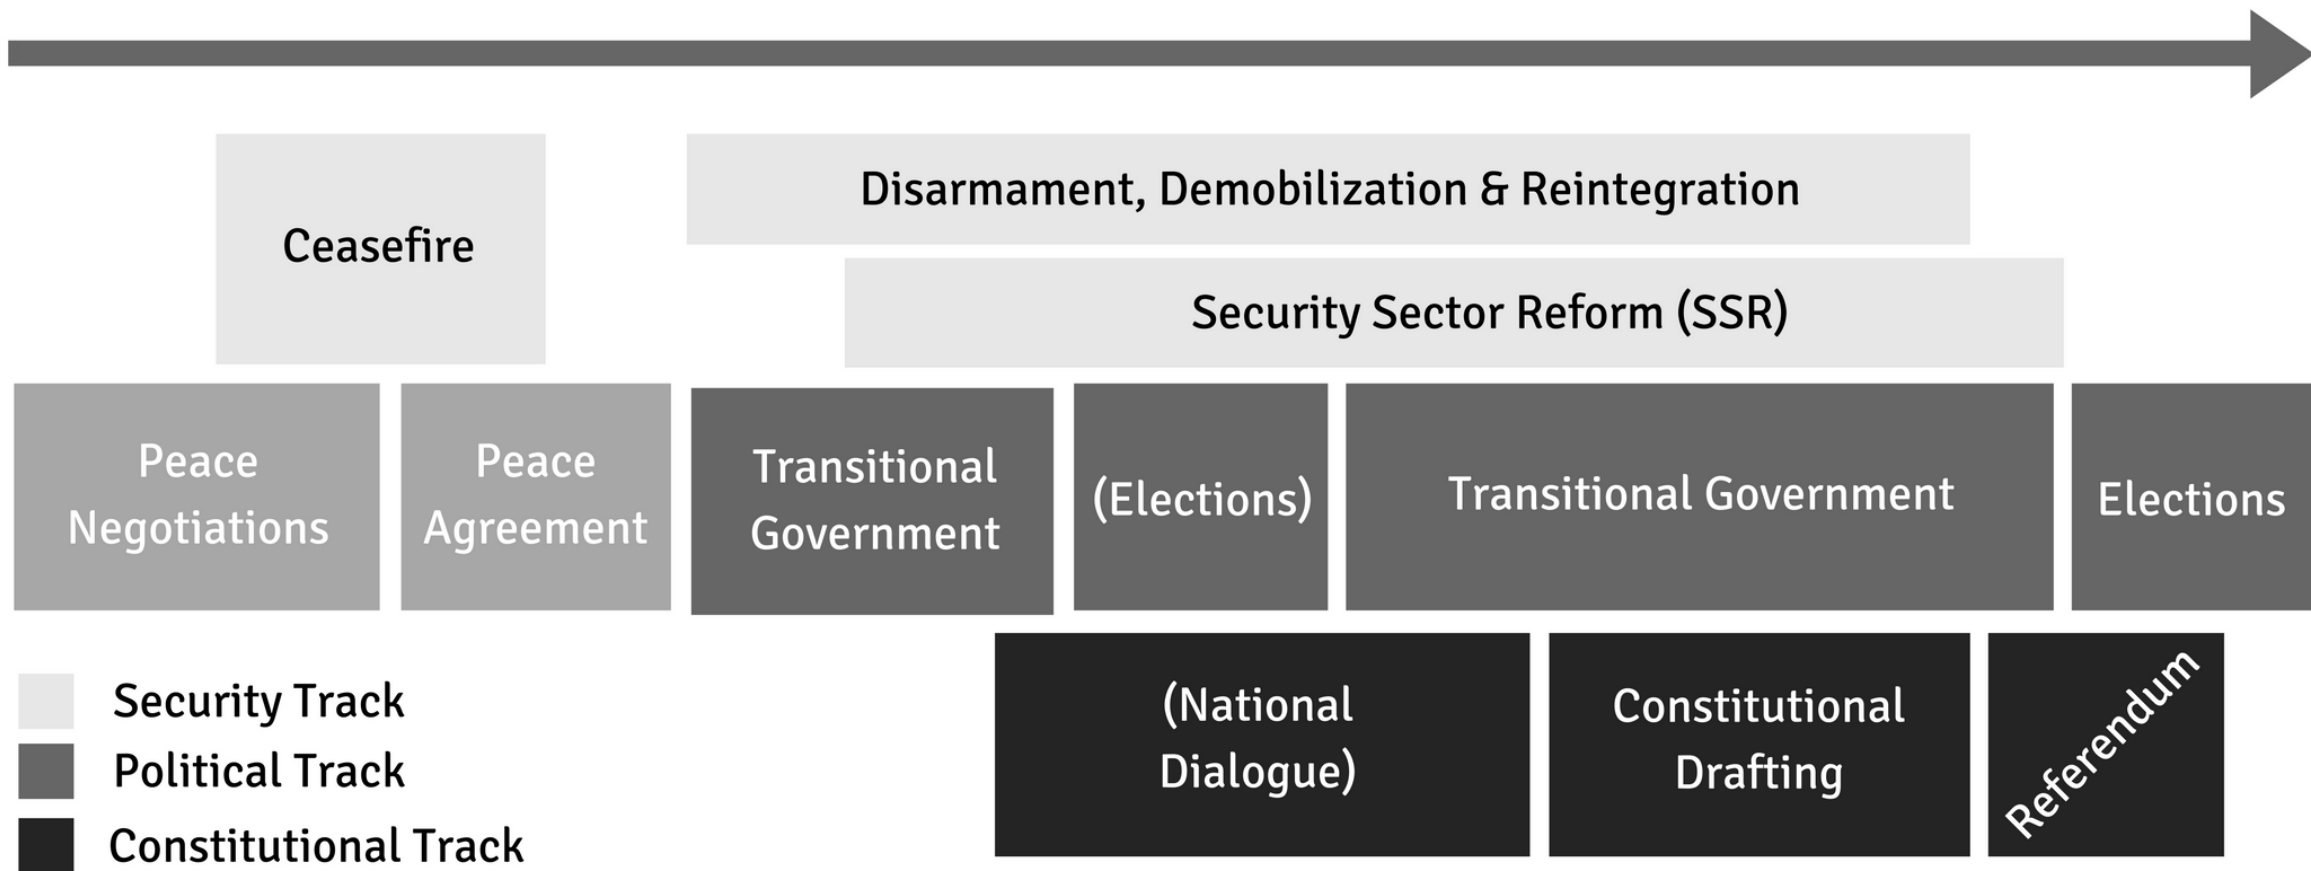 Disarmament, Demobilization & Reintegration
Ceasefire
Security Sector Reform (SSR)
Peace
Negotiations
Peace
Agreement
Transitional
Government
(Elections)
Transitional Government
Elections
(National
Dialogue)
Constitutional
Drafting
Referendum
Security Track
Political Track
Constitutional Track